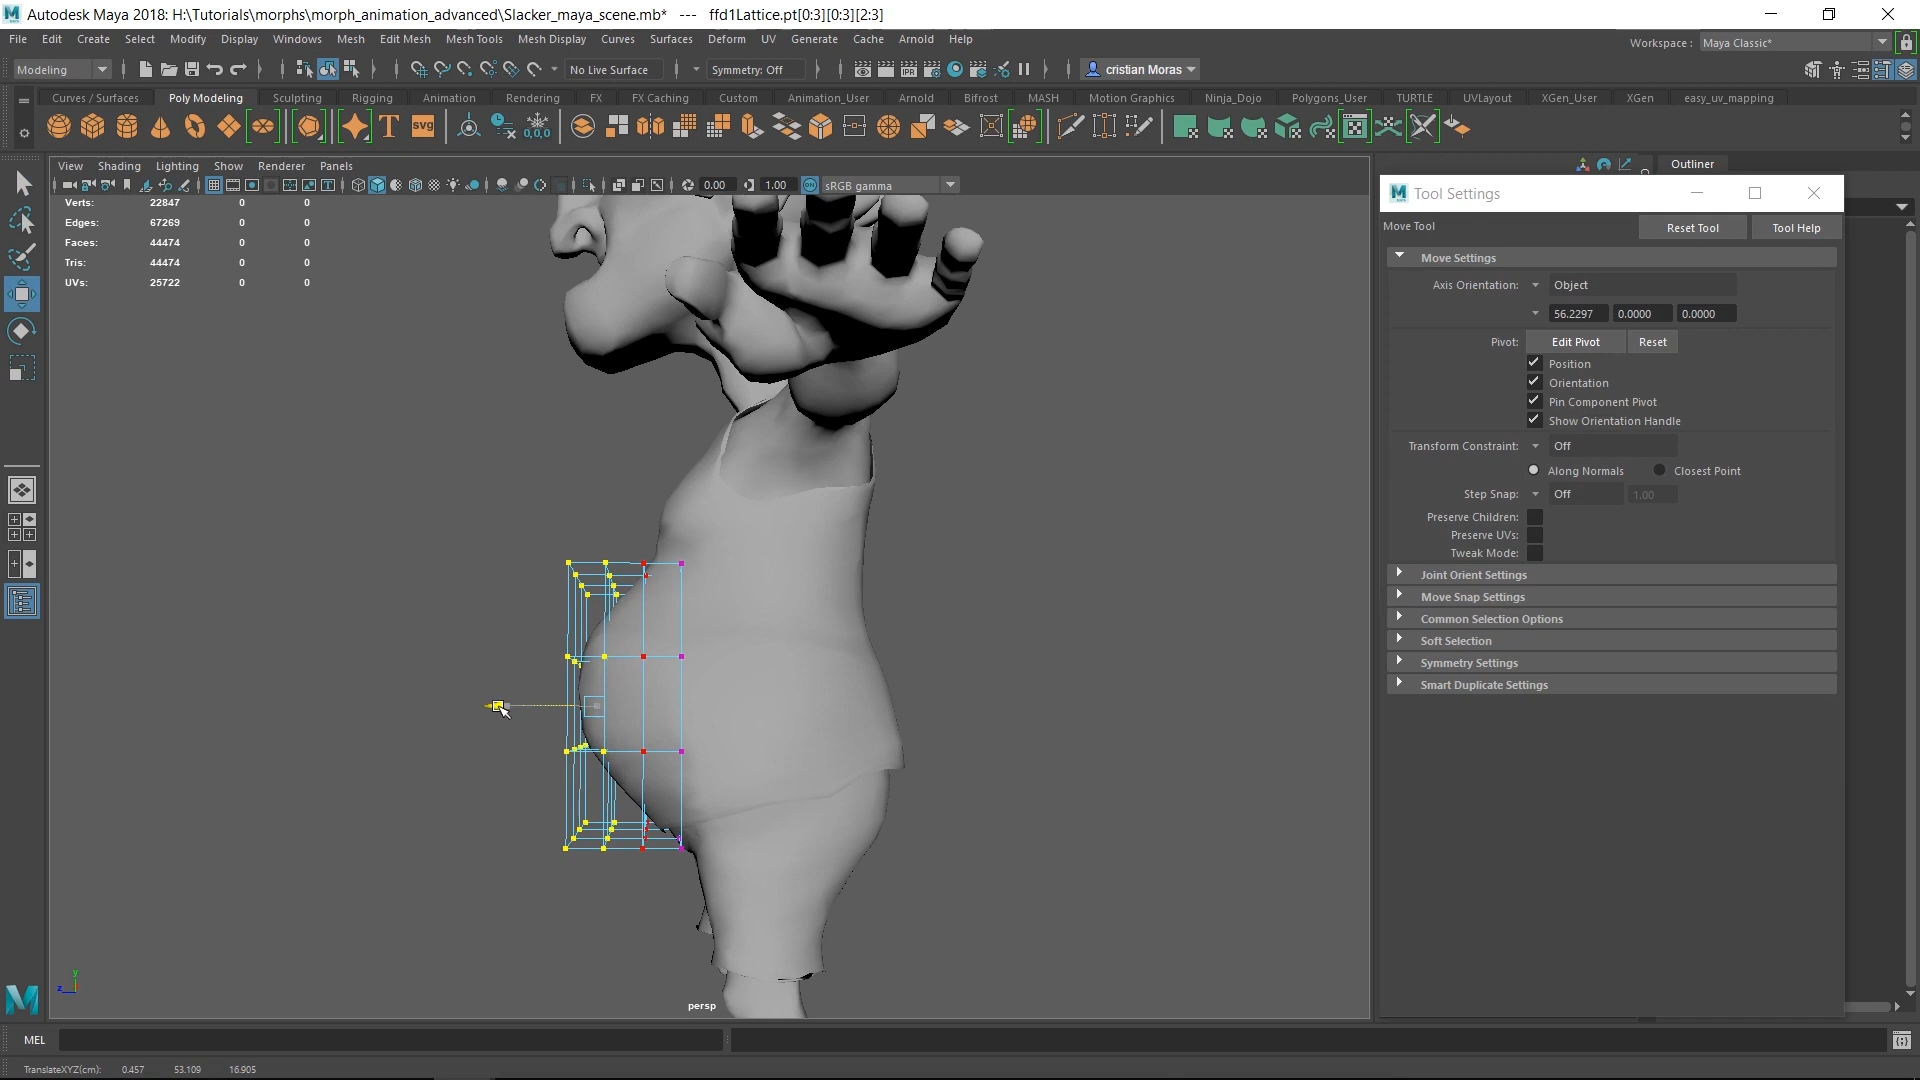 Autodesk Maya 2018: H:\Tutorials\morphs\morph_animation_advanced\Slacker_maya_scene.mb* --- ffd1Lattice.pt[0:3][0:3][2:3]
File Edit Create Select Modify Display Windows Mesh Edit Mesh Mesh Tools Mesh Display Curves Surfaces Deform UV Generate Cache Arnold Help
Workspace : Maya Classic*
Modeling No Live Surface Symmetry: Off IPR cristian Moras
Curves / Surfaces Poly Modeling Sculpting Rigging Animation Rendering FX FX Caching Custom Animation_User Arnold Bifrost MASH Motion Graphics Ninja_Dojo Polygons_User TURTLE UVLayout XGen_User XGen easy_uv_mapping
T svg 0,0,0
View Shading Lighting Show Renderer Panels
Outliner
0.00 1.00 ON sRGB gamma
Tool Settings
Verts: 22847 0 0
Edges: 67269 0 0
Faces: 44474 0 0
Tris: 44474 0 0
UVs: 25722 0 0
Move Tool Reset Tool Tool Help
Move Settings
Axis Orientation: Object
56.2297 0.0000 0.0000
Pivot: Edit Pivot Reset
Position
Orientation
Pin Component Pivot
Show Orientation Handle
Transform Constraint: Off
Along Normals Closest Point
Step Snap: Off 1.00
Preserve Children:
Preserve UVs:
Tweak Mode:
Joint Orient Settings
Move Snap Settings
Common Selection Options
Soft Selection
Symmetry Settings
Smart Duplicate Settings
y
z
persp
MEL
TranslateXYZ(cm): 0.457 53.109 16.905